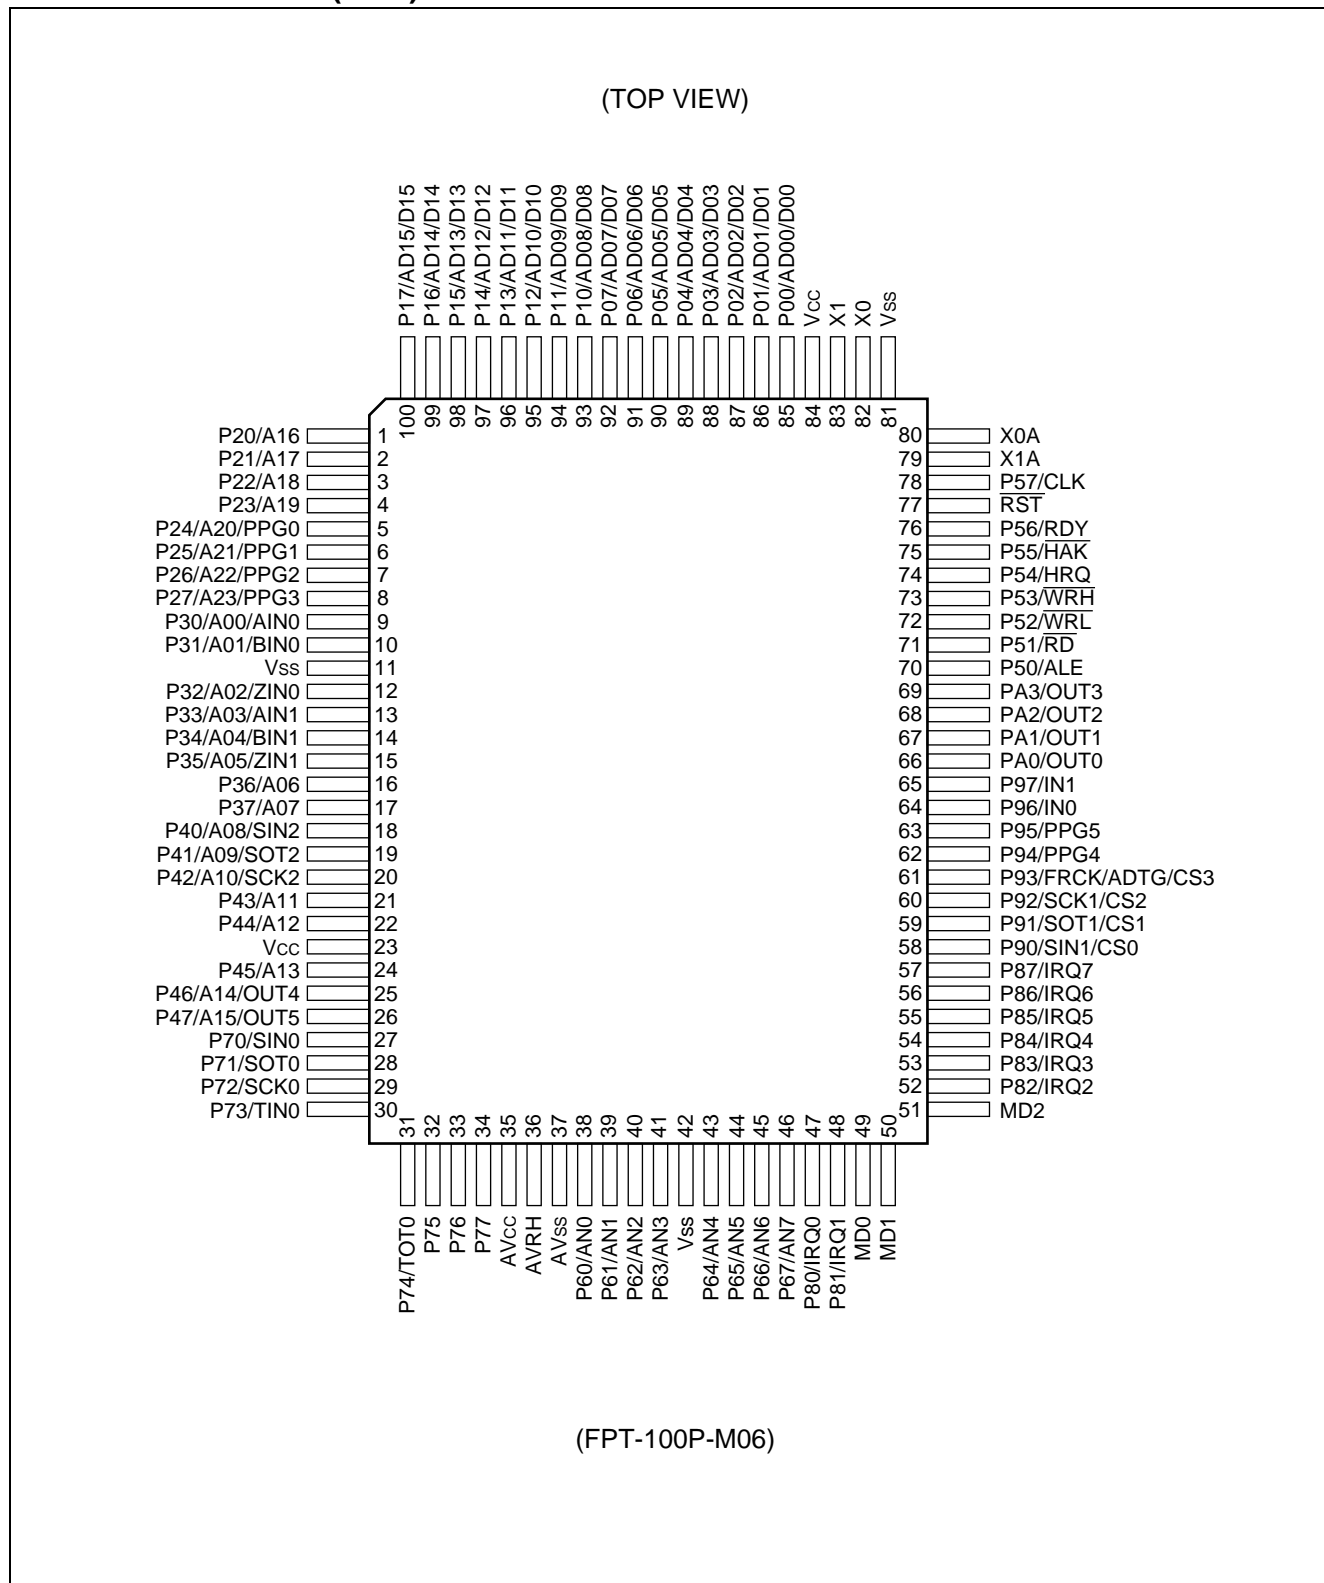 (TOP VIEW)
P17/AD15/D15
P16/AD14/D14
P15/AD13/D13
P14/AD12/D12
P13/AD11/D11
P12/AD10/D10
P11/AD09/D09
P10/AD08/D08
P07/AD07/D07
P06/AD06/D06
P05/AD05/D05
P04/AD04/D04
P03/AD03/D03
P02/AD02/D02
P01/AD01/D01
P00/AD00/D00
Vcc
X1
X0
Vss
100
99
98
97
96
95
94
93
92
91
90
89
88
87
86
85
84
83
82
81
P20/A16 1
P21/A17 2
P22/A18 3
P23/A19 4
P24/A20/PPG0 5
P25/A21/PPG1 6
P26/A22/PPG2 7
P27/A23/PPG3 8
P30/A00/AIN0 9
P31/A01/BIN0 10
Vss 11
P32/A02/ZIN0 12
P33/A03/AIN1 13
P34/A04/BIN1 14
P35/A05/ZIN1 15
P36/A06 16
P37/A07 17
P40/A08/SIN2 18
P41/A09/SOT2 19
P42/A10/SCK2 20
P43/A11 21
P44/A12 22
Vcc 23
P45/A13 24
P46/A14/OUT4 25
P47/A15/OUT5 26
P70/SIN0 27
P71/SOT0 28
P72/SCK0 29
P73/TIN0 30
80 X0A
79 X1A
78 P57/CLK
77 RST
76 P56/RDY
75 P55/HAK
74 P54/HRQ
73 P53/WRH
72 P52/WRL
71 P51/RD
70 P50/ALE
69 PA3/OUT3
68 PA2/OUT2
67 PA1/OUT1
66 PA0/OUT0
65 P97/IN1
64 P96/IN0
63 P95/PPG5
62 P94/PPG4
61 P93/FRCK/ADTG/CS3
60 P92/SCK1/CS2
59 P91/SOT1/CS1
58 P90/SIN1/CS0
57 P87/IRQ7
56 P86/IRQ6
55 P85/IRQ5
54 P84/IRQ4
53 P83/IRQ3
52 P82/IRQ2
51 MD2
31
32
33
34
35
36
37
38
39
40
41
42
43
44
45
46
47
48
49
50
P74/TOT0
P75
P76
P77
AVcc
AVRH
AVss
P60/AN0
P61/AN1
P62/AN2
P63/AN3
Vss
P64/AN4
P65/AN5
P66/AN6
P67/AN7
P80/IRQ0
P81/IRQ1
MD0
MD1
(FPT-100P-M06)